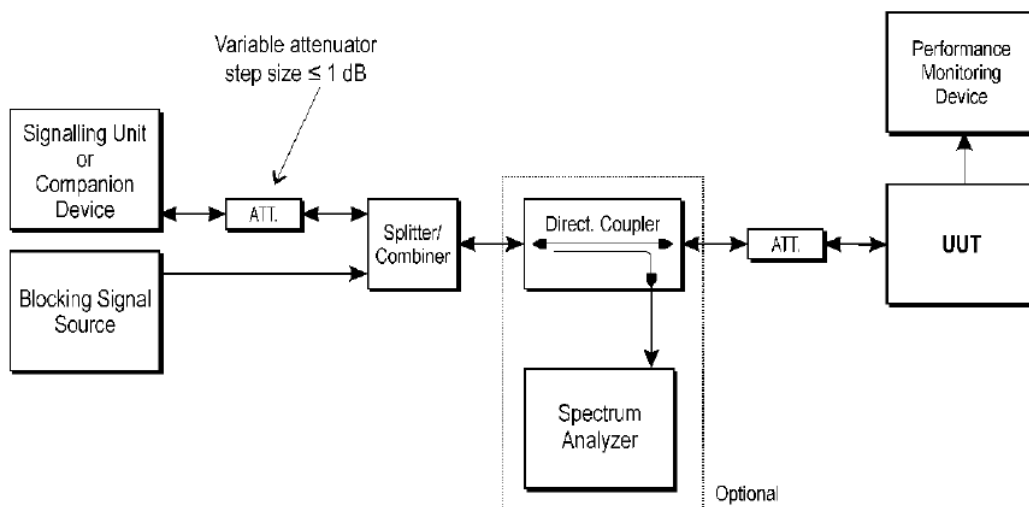 Variable attenuator
step size ≤ 1 dB
Performance
Monitoring
Device
Signalling Unit
or
Companion
Device
ATT.
Splitter/
Combiner
Direct. Coupler
ATT.
UUT
Blocking Signal
Source
Spectrum
Analyzer
Optional